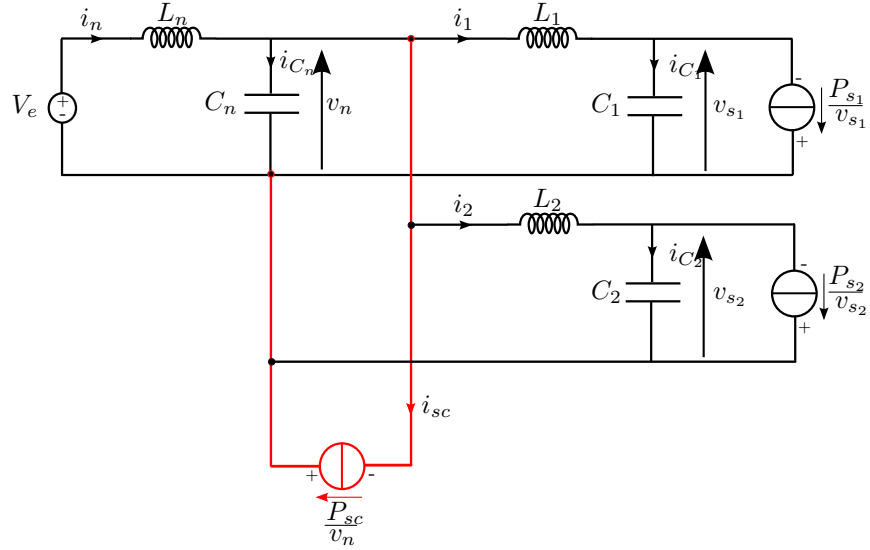 i_n L_n i_1 L_1
i_{C_n} i_{C_1} - P_{s_1}
V_e + - C_n v_n C_1 v_{s_1} v_{s_1}
+
i_2 L_2
i_{C_2} - P_{s_2}
C_2 v_{s_2} v_{s_2}
+
i_{sc}
+ -
P_{sc}
v_n